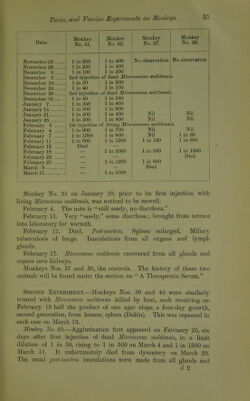 Toxin, and Vaccine Experiments on Monkeys. 35
Date. Monkey No. 31. Monkey No. 32. Monkey No. 37. Monkey No. 38.
November 19 1 in 200 1 in 400 No observation No observation
November 28 1 in 200 1 in 400
December 2 1 in 100 1 in 200
December 2nd injection of dead Micrococcus melitensis.
December 10 1 in 50 1 in 200
December 24 1 in 40 1 in 100
December 30 3rd injection of dead Micrococcus melitensis.
December 31 1 in 40 1 in 240
January 7 1 in 240 1 in 400
January 14 1 in 300 1 in 800
January 21 1 in 300 1 in 400 Nil Nil
January 28 1 in 300 1 in 800 Nil Nil
February 1st injection of living Micrococcus melitensis.
February 4 1 in 600 1 in 700 Nil Nil
February 7 1 in 1200 1 in 800 Nil 1 in 80
February 11 1 in 600 1 in 1200 1 in 100 1 in 600
February 12 Died
February 18 — 1 in 1000 1 in 500 1 in 1500
February 22 — Died
February 25 — 1 in 1200 1 in 600
March 9 — Died
March 11 — 1 in 1000
Monkey No. 31 on January 28, prior to its first injection with
living Micrococcus melitensis, was noticed to be unwell.
February 4. The note is "still seedy, no diarrhœa."
February 11. Very "seedy," some diarrhœa; brought from terrace
into laboratory for warmth.
February 12. Died. Post-mortem. Spleen enlarged. Miliary
tuberculosis of lungs. Inoculations from all organs and lymph
glands.
February 17. Micrococcus melitensis recovered from all glands and
organs save kidneys.
Monkeys Nos. 37 and 38, the controls. The history of these two
animals will be found under the section on "A Therapeutic Serum."
SECOND EXPERIMENT.—Monkeys Nos. 39 and 40 were similarly
treated with Micrococcus melitensis killed by heat, each receiving on
February 19 half the product of one agar slope, a four-day growth,
second generation, from human spleen (Dakin). This was repeated in
each case on March 13.
Monkey No. 40.—Agglutination first appeared on February 25, six
days after first injection of dead Micrococcus melitensis, in a limit
dilution of 1 in 50, rising to 1 in 500 on March 4 and 1 in 1500 on
March 11. It unfortunately died from dysentery on March 20.
The usual post-mortem inoculations were made from all glands and
d 2